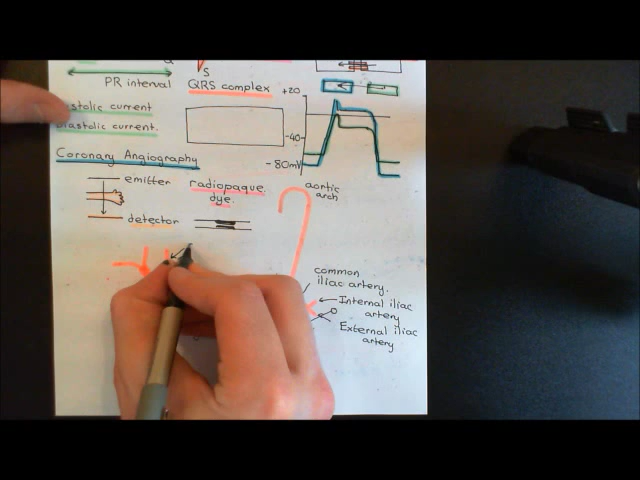 S
PR interval
QRS complex
+20
-40
-80mV
stolic current
Diastolic current.
Coronary Angiography
emitter
detector
radiopaque
dye.
aortic
arch
common
iliac artery.
Internal iliac
artery
External iliac
artery